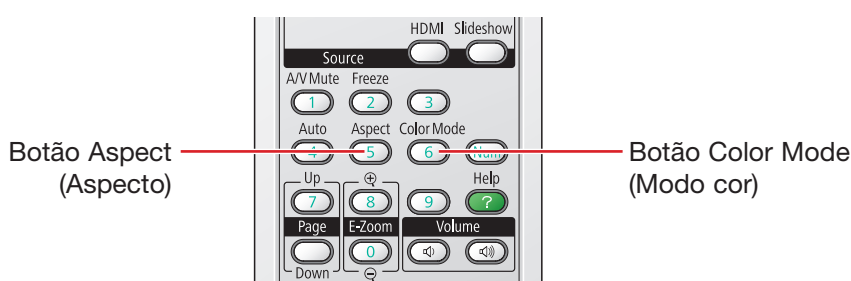 HDMI Slideshow
Source
A/V Mute Freeze
1 2 3
Auto Aspect Color Mode
Botão Aspect
(Aspecto)
4 5 6 Num
Botão Color Mode
(Modo cor)
Up Help
7 8 9 ?
Page E-Zoom Volume
0
Down